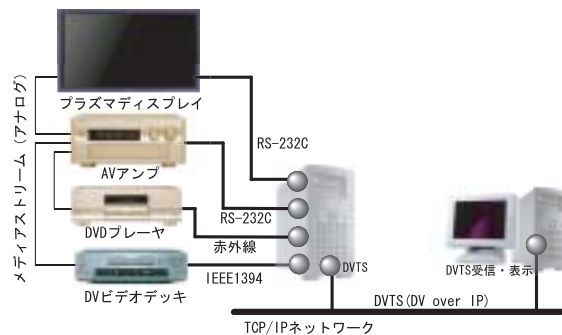 メディアストリーム(アナログ)
プラズマディスプレイ
RS-232C
AVアンプ
RS-232C
DVDプレーヤ
赤外線
DVビデオデッキ
IEEE1394
DVTS
DVTS受信・表示
DVTS(DV over IP)
TCP/IPネットワーク